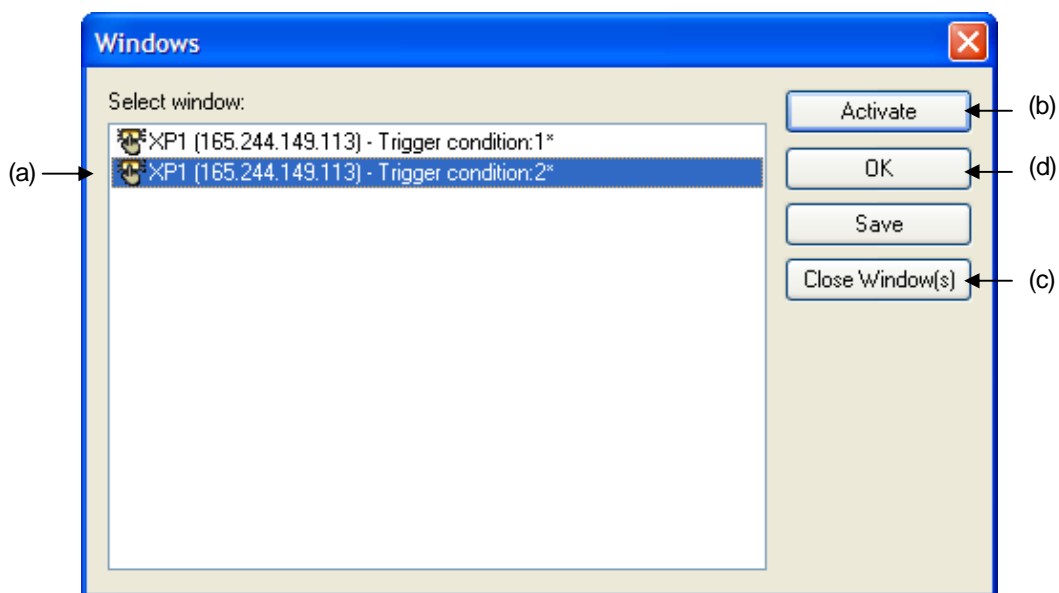 Windows
Select window:
XP1 (165.244.149.113) - Trigger condition:1*
XP1 (165.244.149.113) - Trigger condition:2*
Activate
OK
Save
Close Window(s)
(a)
(b)
(d)
(c)